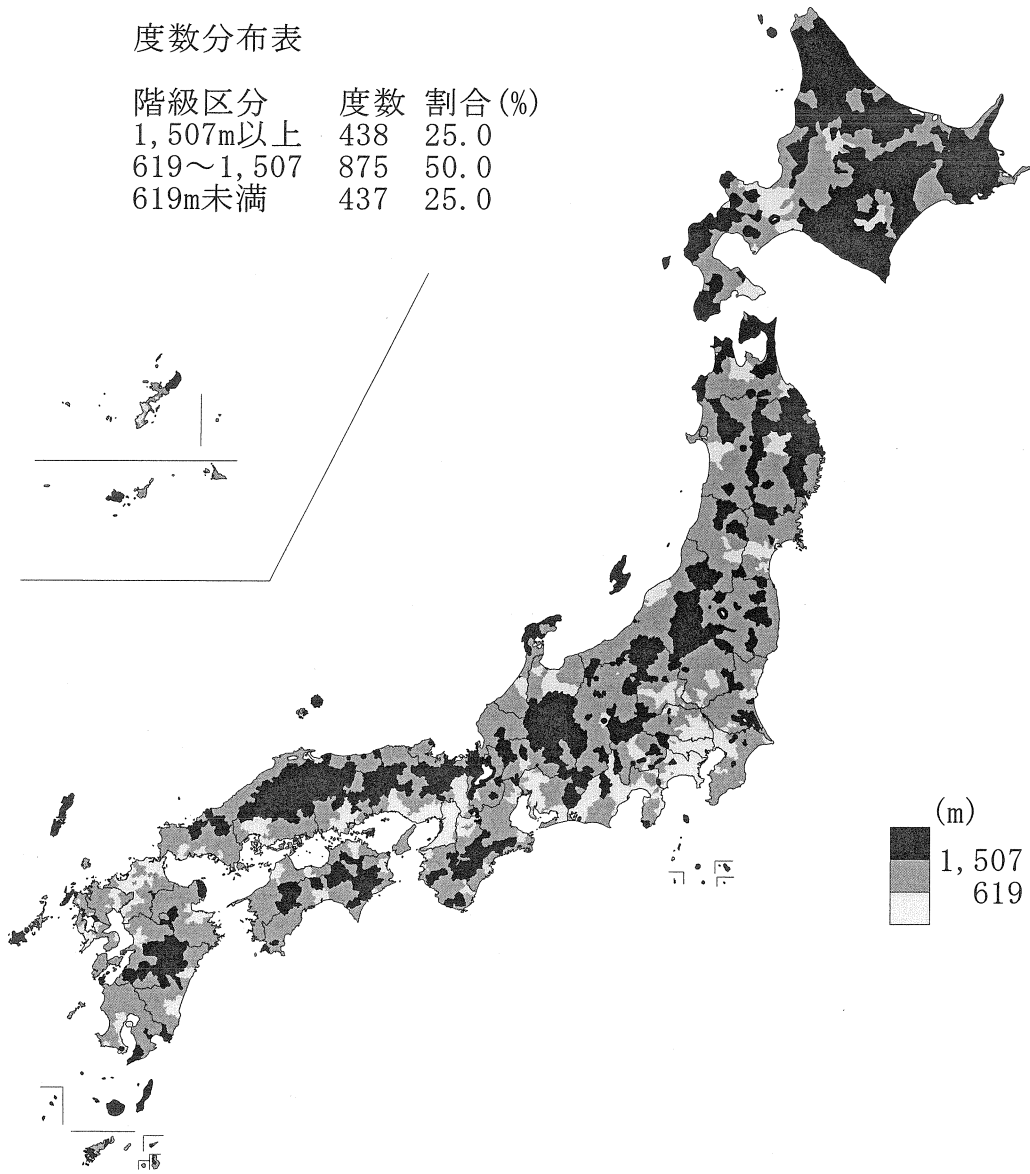 度数分布表
階級区分 度数 割合(%)
1,507m以上 438 25.0
619～1,507 875 50.0
619m未満 437 25.0
(m)
1,507
619